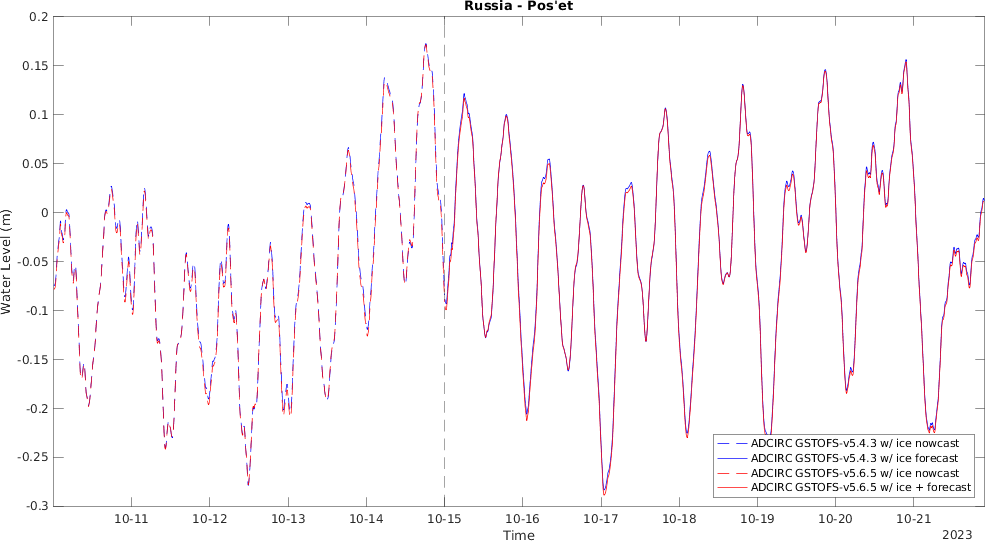 Russia - Pos'et
0.2
0.15
0.1
0.05
0
-0.05
-0.1
-0.15
-0.2
-0.25
-0.3
Water Level (m)
ADCIRC GSTOFS-v5.4.3 w/ ice nowcast
ADCIRC GSTOFS-v5.4.3 w/ ice forecast
ADCIRC GSTOFS-v5.6.5 w/ ice nowcast
ADCIRC GSTOFS-v5.6.5 w/ ice + forecast
10-11 10-12 10-13 10-14 10-15 10-16 10-17 10-18 10-19 10-20 10-21
Time
2023